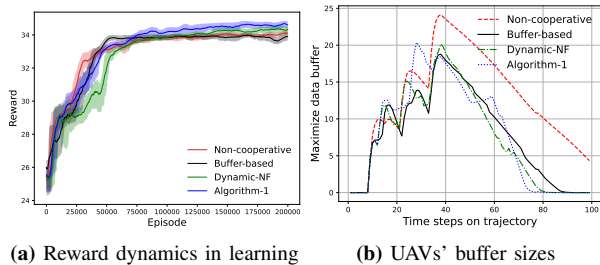 34
32
30
28
26
24
Reward
0
25000
50000
75000
100000
125000
150000
175000
200000
Episode
Non-cooperative
Buffer-based
Dynamic-NF
Algorithm-1
(a) Reward dynamics in learning
25
20
15
10
5
0
Maximize data buffer
0
20
40
60
80
100
Time steps on trajectory
Non-cooperative
Buffer-based
Dynamic-NF
Algorithm-1
(b) UAVs' buffer sizes